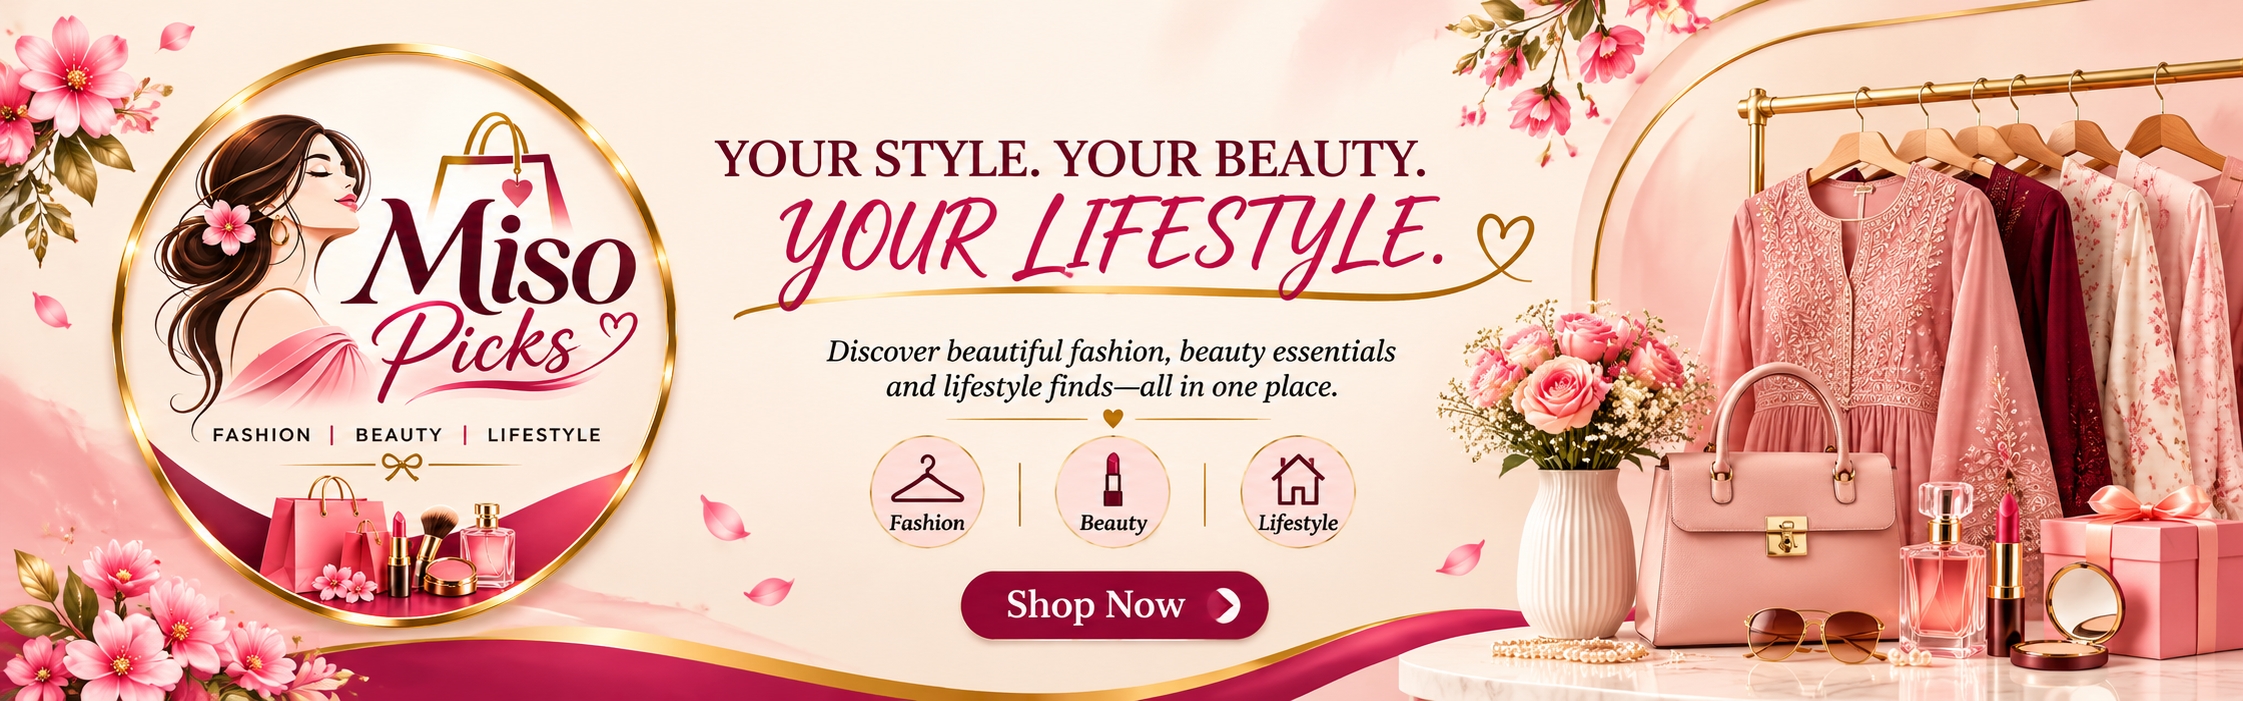 Miso
Picks
FASHION | BEAUTY | LIFESTYLE
YOUR STYLE. YOUR BEAUTY.
YOUR LIFESTYLE.
Discover beautiful fashion, beauty essentials
and lifestyle finds—all in one place.
Fashion
Beauty
Lifestyle
Shop Now